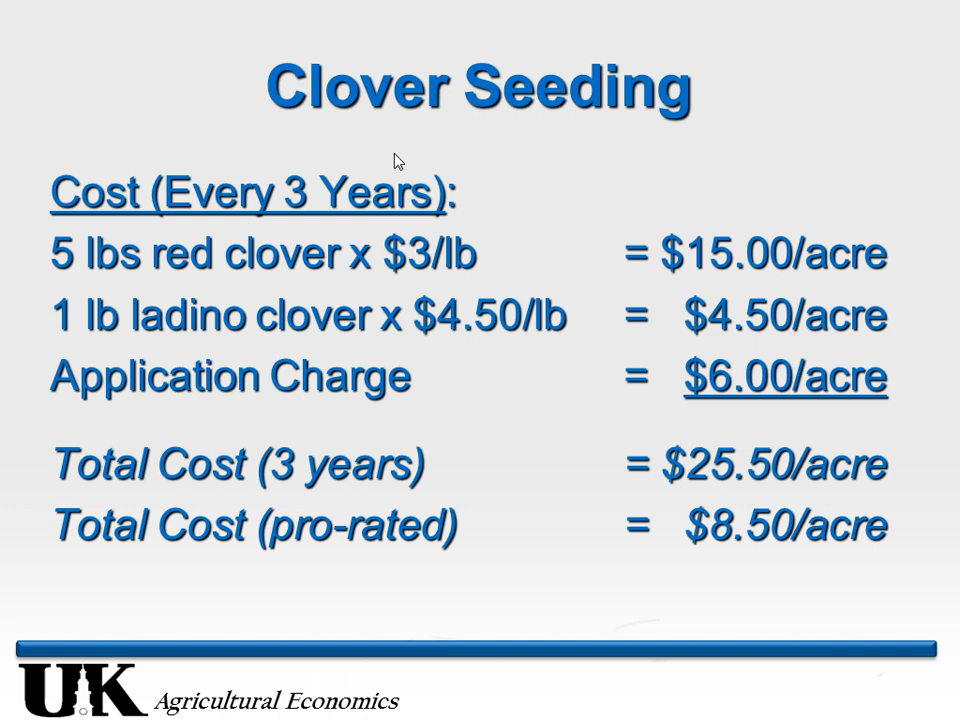 Clover Seeding
Cost (Every 3 Years):
5 lbs red clover x $3/lb = $15.00/acre
1 lb ladino clover x $4.50/lb = $4.50/acre
Application Charge = $6.00/acre
Total Cost (3 years) = $25.50/acre
Total Cost (pro-rated) = $8.50/acre
UK Agricultural Economics